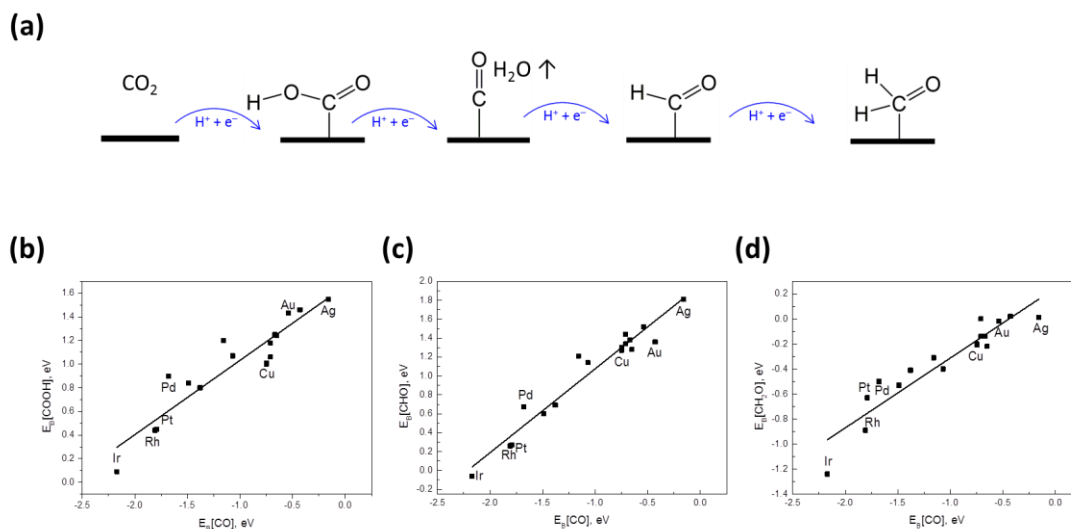 (a)
CO₂
H⁺ + e⁻
H O C O
H⁺ + e⁻
O C H₂O ↑
H⁺ + e⁻
H C O
H⁺ + e⁻
H H C O
(b)
E_B[COOH], eV
1.6
1.4
1.2
1.0
0.8
0.6
0.4
0.2
0.0
Au
Ag
Cu
Pd
Pt
Rh
Ir
-2.5 -2.0 -1.5 -1.0 -0.5 0.0
E_B[CO], eV
(c)
E_B[CHO], eV
2.0
1.8
1.6
1.4
1.2
1.0
0.8
0.6
0.4
0.2
0.0
-0.2
Ag
Cu
Au
Pd
Rh Pt
Ir
-2.5 -2.0 -1.5 -1.0 -0.5 0.0
E_B[CO], eV
(d)
E_B[CH₂O], eV
0.2
0.0
-0.2
-0.4
-0.6
-0.8
-1.0
-1.2
-1.4
Au
Ag
Cu
Pt
Pd
Rh
Ir
-2.5 -2.0 -1.5 -1.0 -0.5 0.0
E_B[CO], eV